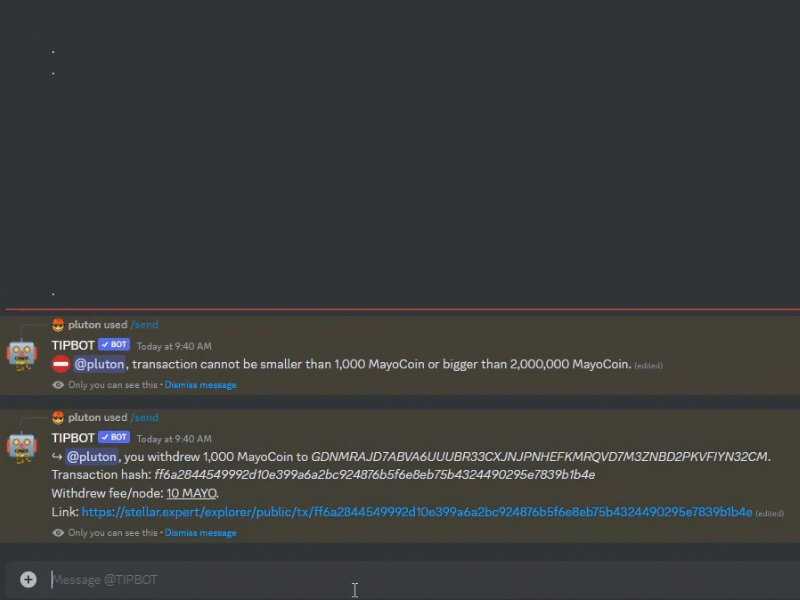 pluton used /send
TIPBOT ✓ BOT Today at 9:40 AM
@pluton, transaction cannot be smaller than 1,000 MayoCoin or bigger than 2,000,000 MayoCoin. (edited)
Only you can see this • Dismiss message
pluton used /send
TIPBOT ✓ BOT Today at 9:40 AM
↪ @pluton, you withdrew 1,000 MayoCoin to GDNMRAJD7ABVA6UUUBR33CXJNJPNHEFKMRQVD7M3ZNBD2PKVFIYN32CM.
Transaction hash: ff6a2844549992d10e399a6a2bc924876b5f6e8eb75b4324490295e7839b1b4e
Withdrew fee/node: 10 MAYO.
Link: https://stellar.expert/explorer/public/tx/ff6a2844549992d10e399a6a2bc924876b5f6e8eb75b4324490295e7839b1b4e (edited)
Only you can see this • Dismiss message
Message @TIPBOT